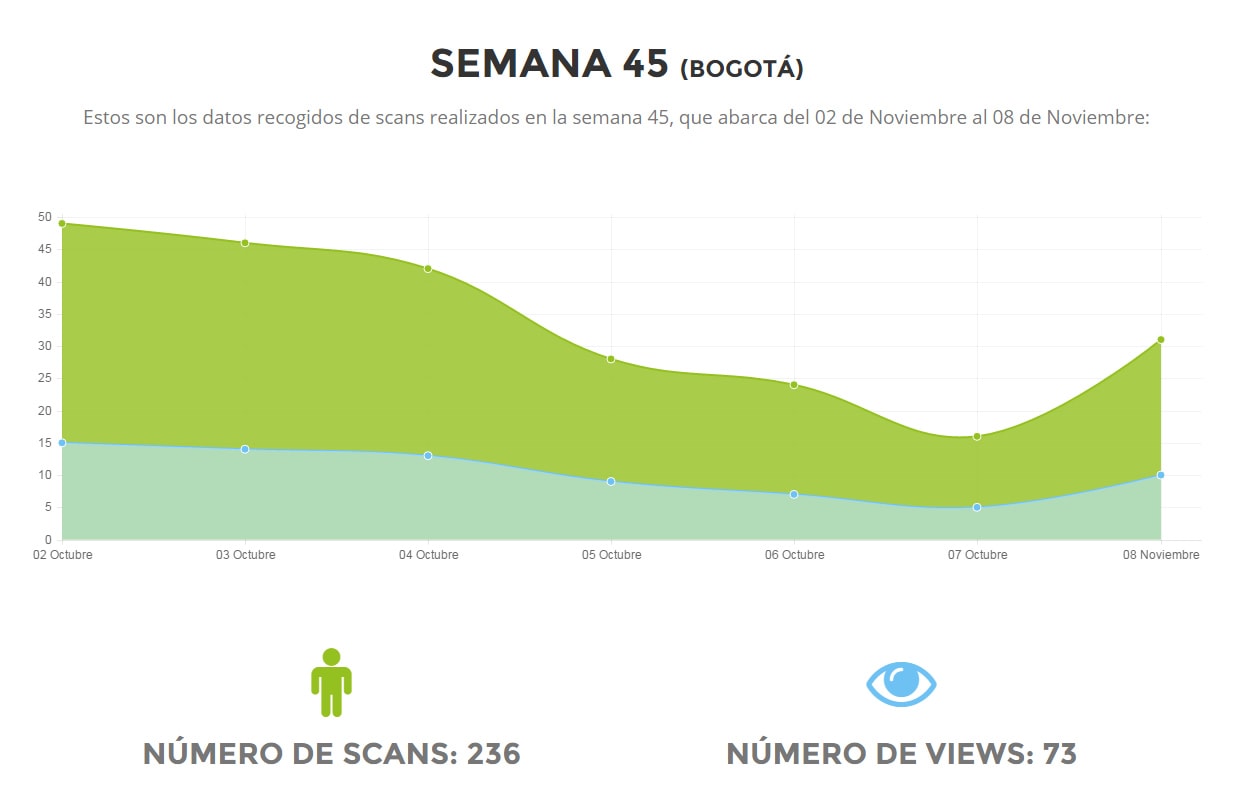 SEMANA 45 (BOGOTÁ)
Estos son los datos recogidos de scans realizados en la semana 45, que abarca del 02 de Noviembre al 08 de Noviembre:
50
45
40
35
30
25
20
15
10
5
0
02 Octubre 03 Octubre 04 Octubre 05 Octubre 06 Octubre 07 Octubre 08 Noviembre
NÚMERO DE SCANS: 236 NÚMERO DE VIEWS: 73